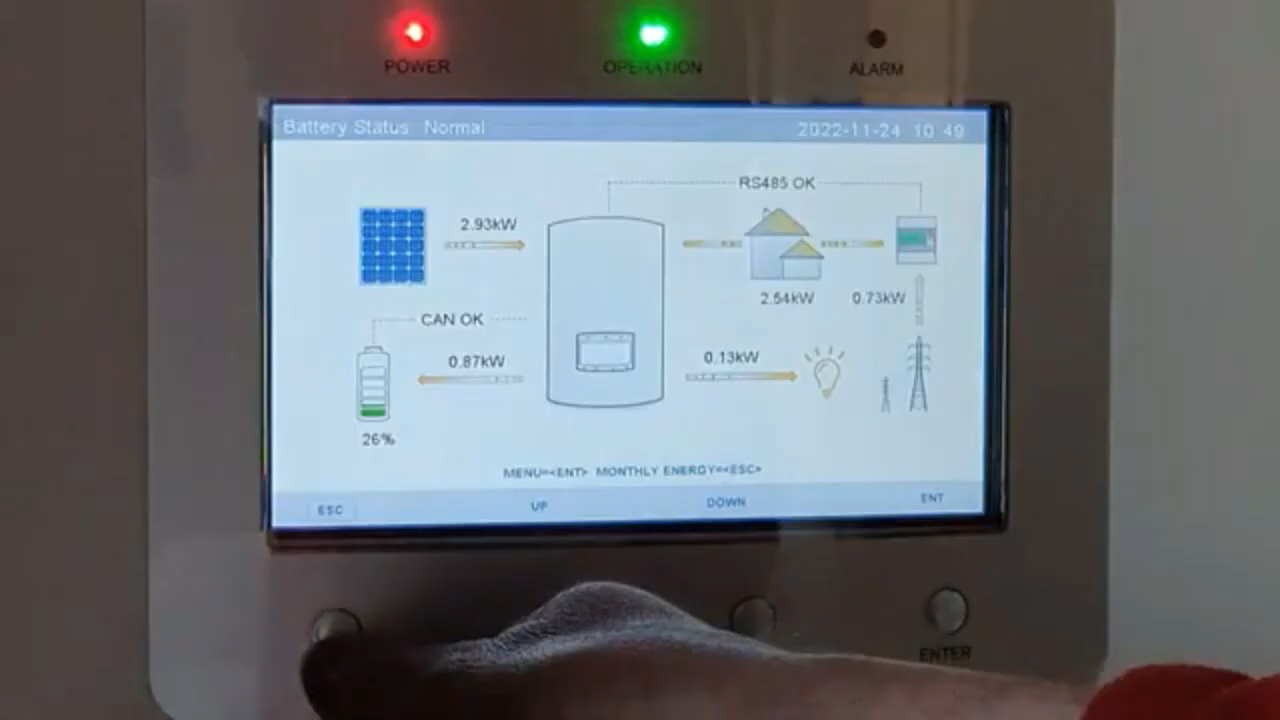 POWER OPERATION ALARM
Battery Status Normal 2022-11-24 10 49
RS485 OK
2.93kW
2.54kW 0.73kW
CAN OK
0.87kW 0.13kW
26%
MENU=<ENT> MONTHLY ENERGY=<ESC>
ESC UP DOWN ENT
ENTER